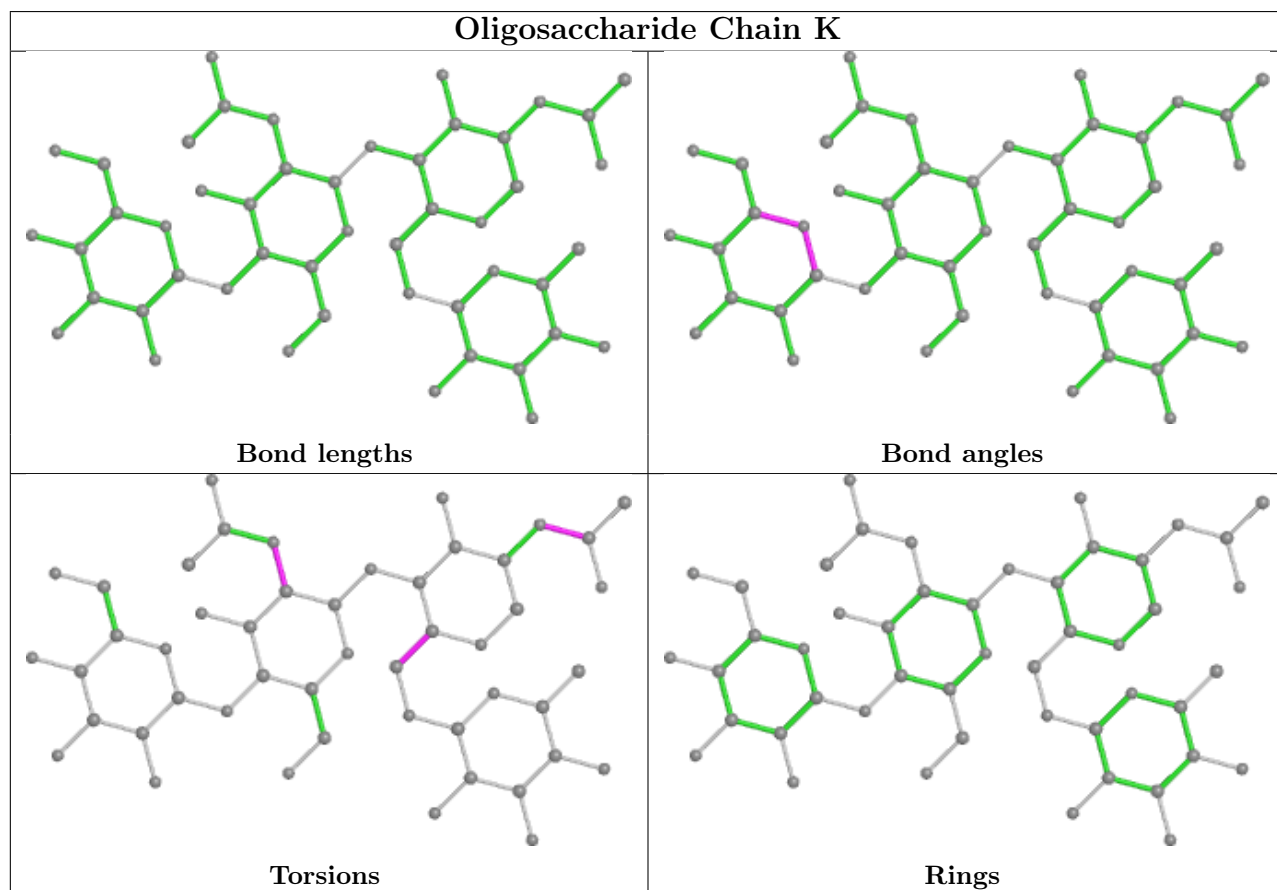 Oligosaccharide Chain K
Bond lengths
Bond angles
Torsions
Rings